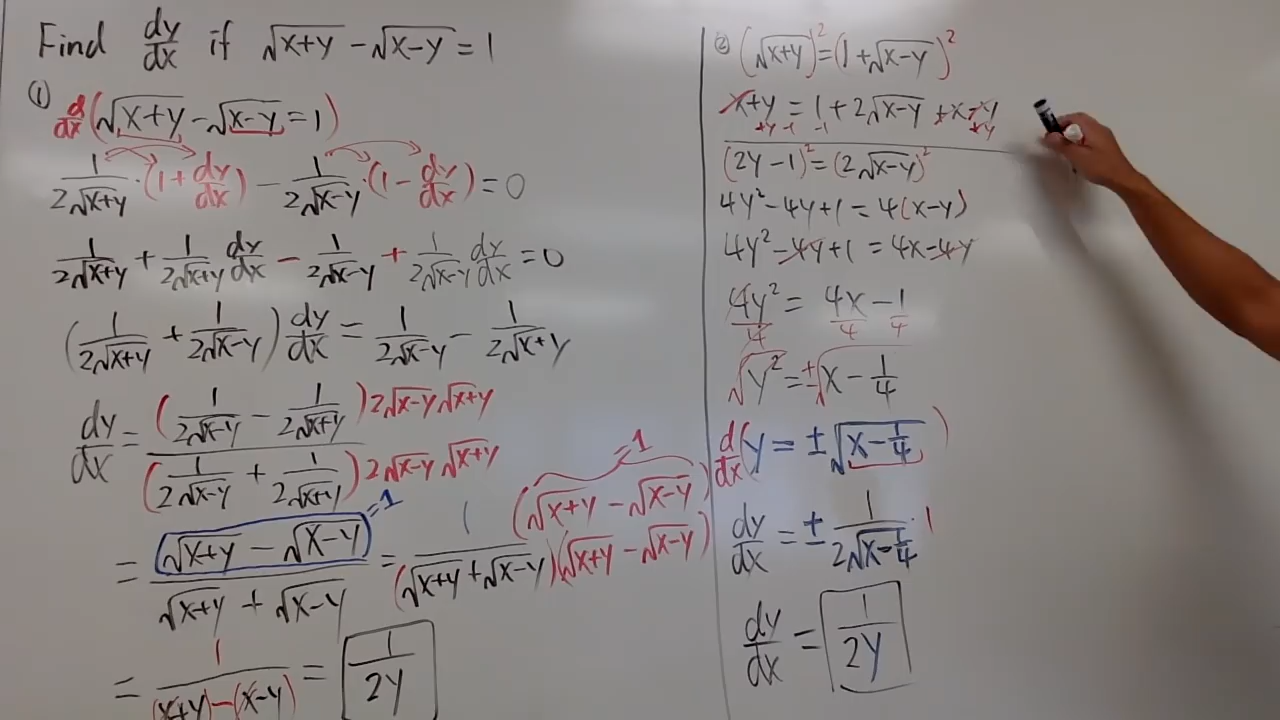 Find dy/dx if √(x+y) - √(x-y) = 1
① d/dx(√(x+y) - √(x-y) = 1)
1/(2√(x+y)) · (1 + dy/dx) - 1/(2√(x-y)) · (1 - dy/dx) = 0
1/(2√(x+y)) + 1/(2√(x+y)) dy/dx - 1/(2√(x-y)) + 1/(2√(x-y)) dy/dx = 0
(1/(2√(x+y)) + 1/(2√(x-y))) dy/dx = 1/(2√(x-y)) - 1/(2√(x+y))
dy/dx = (1/(2√(x-y)) - 1/(2√(x+y))) 2√(x-y) √(x+y) / (1/(2√(x-y)) + 1/(2√(x+y))) 2√(x-y) √(x+y)
= (√(x+y) - √(x-y)) =1 / (√(x+y) + √(x-y)) = 1 (√(x+y) - √(x-y)) =1 / (√(x+y) + √(x-y))(√(x+y) - √(x-y))
= 1/((x+y)-(x-y)) = 1/(2y)
② (√(x+y))² = (1+√(x-y))²
x+y = 1 + 2√(x-y) + x - y
+y -1 -1 +y
(2y-1)² = (2√(x-y))²
4y² - 4y + 1 = 4(x-y)
4y² - 4y + 1 = 4x - 4y
4y²/4 = 4x/4 - 1/4
√(y²) = ±√(x - 1/4)
d/dx(y = ±√(x - 1/4))
dy/dx = ± 1/(2√(x - 1/4)) · 1
dy/dx = 1/(2y)